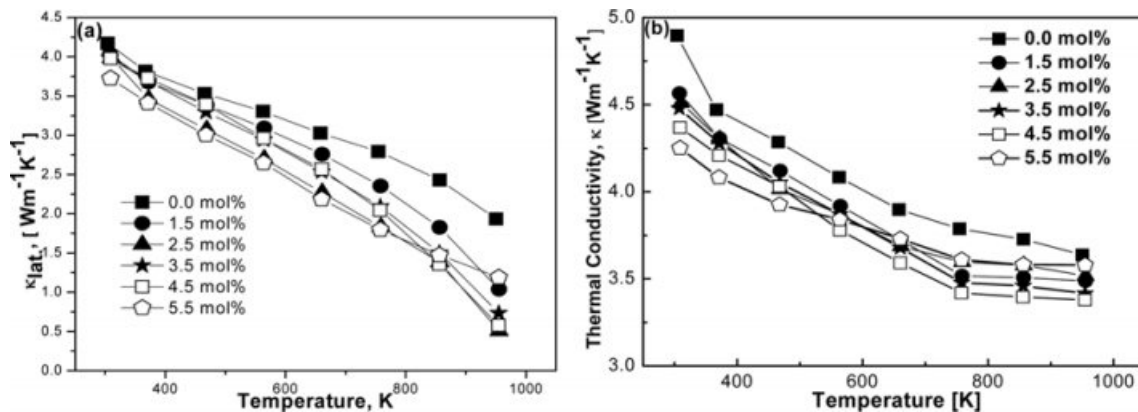 (a)
4.5
4.0
3.5
3.0
2.5
2.0
1.5
1.0
0.5
0.0
κlat., [ Wm⁻¹K⁻¹]
0.0 mol%
1.5 mol%
2.5 mol%
3.5 mol%
4.5 mol%
5.5 mol%
400 600 800 1000
Temperature, K
(b)
5.0
4.5
4.0
3.5
3.0
Thermal Conductivity, κ [Wm⁻¹K⁻¹]
0.0 mol%
1.5 mol%
2.5 mol%
3.5 mol%
4.5 mol%
5.5 mol%
400 600 800 1000
Temperature [K]